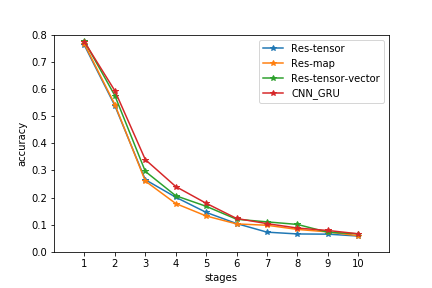 0.8
0.7
0.6
0.5
0.4
0.3
0.2
0.1
0.0
accuracy
1 2 3 4 5 6 7 8 9 10
stages
Res-tensor
Res-map
Res-tensor-vector
CNN_GRU